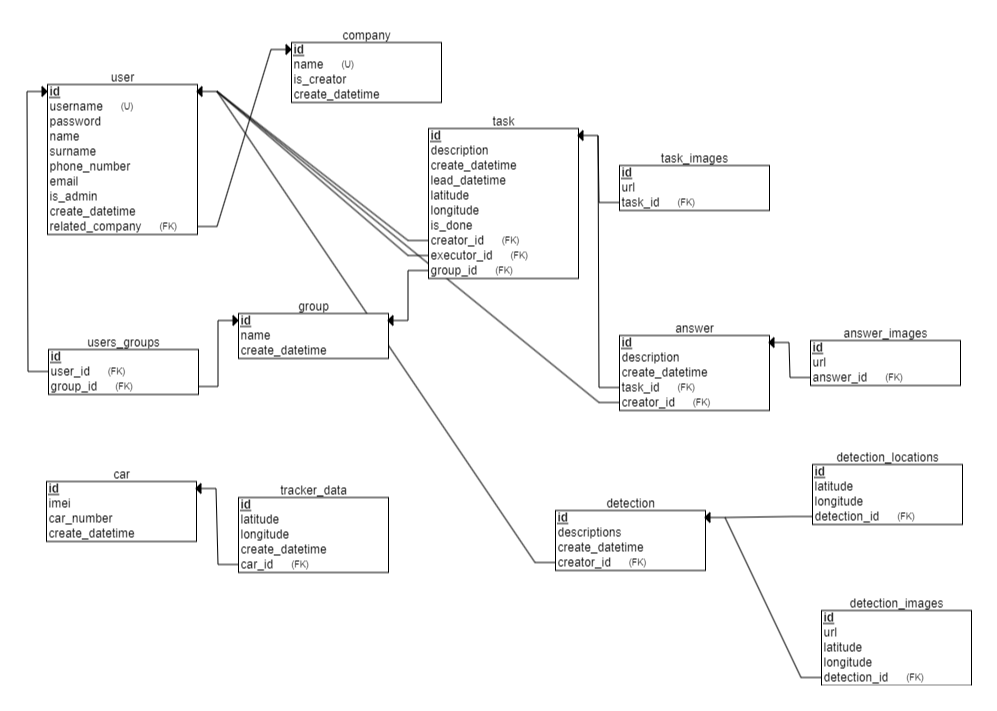 company
id
name (U)
is_creator
create_datetime
user
id
username (U)
password
name
surname
phone_number
email
is_admin
create_datetime
related_company (FK)
task
id
description
create_datetime
lead_datetime
latitude
longitude
is_done
creator_id (FK)
executor_id (FK)
group_id (FK)
task_images
id
url
task_id (FK)
group
id
name
create_datetime
users_groups
id
user_id (FK)
group_id (FK)
answer
id
description
create_datetime
task_id (FK)
creator_id (FK)
answer_images
id
url
answer_id (FK)
car
id
imei
car_number
create_datetime
tracker_data
id
latitude
longitude
create_datetime
car_id (FK)
detection
id
descriptions
create_datetime
creator_id (FK)
detection_locations
id
latitude
longitude
detection_id (FK)
detection_images
id
url
latitude
longitude
detection_id (FK)